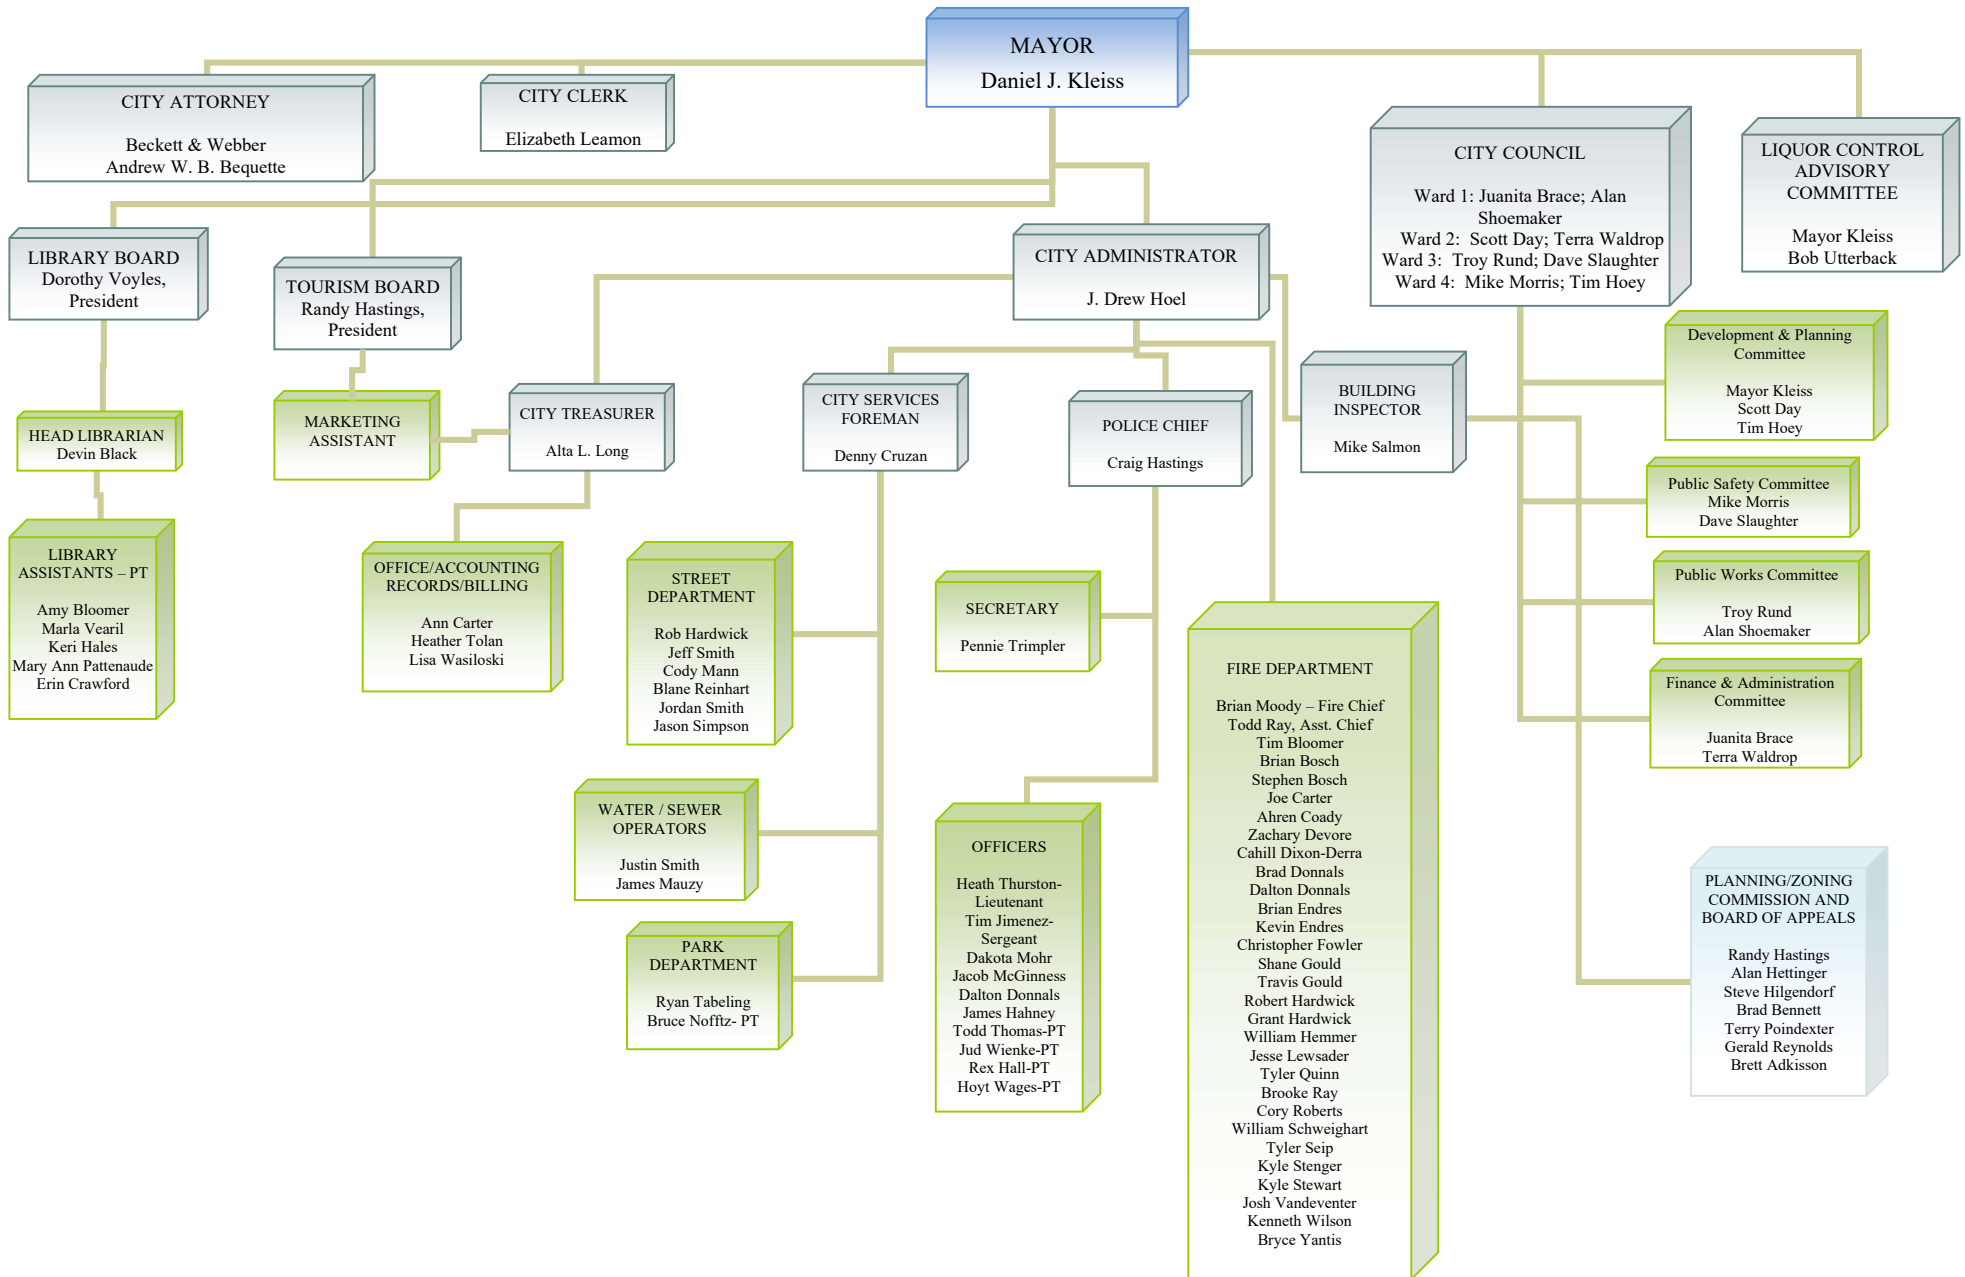 MAYOR
Daniel J. Kleiss
CITY ATTORNEY
Beckett & Webber
Andrew W. B. Bequette
CITY CLERK
Elizabeth Leamon
CITY COUNCIL
Ward 1: Juanita Brace; Alan
Shoemaker
Ward 2:  Scott Day; Terra Waldrop
Ward 3:  Troy Rund; Dave Slaughter
Ward 4:  Mike Morris; Tim Hoey
LIQUOR CONTROL
ADVISORY
COMMITTEE
Mayor Kleiss
Bob Utterback
LIBRARY BOARD
Dorothy Voyles,
President
TOURISM BOARD
Randy Hastings,
President
CITY ADMINISTRATOR
J. Drew Hoel
HEAD LIBRARIAN
Devin Black
MARKETING
ASSISTANT
CITY TREASURER
Alta L. Long
CITY SERVICES
FOREMAN
Denny Cruzan
POLICE CHIEF
Craig Hastings
BUILDING
INSPECTOR
Mike Salmon
Development & Planning
Committee
Mayor Kleiss
Scott Day
Tim Hoey
Public Safety Committee
Mike Morris
Dave Slaughter
Public Works Committee
Troy Rund
Alan Shoemaker
Finance & Administration
Committee
Juanita Brace
Terra Waldrop
LIBRARY
ASSISTANTS – PT
Amy Bloomer
Marla Vearil
Keri Hales
Mary Ann Pattenaude
Erin Crawford
OFFICE/ACCOUNTING
RECORDS/BILLING
Ann Carter
Heather Tolan
Lisa Wasiloski
STREET
DEPARTMENT
Rob Hardwick
Jeff Smith
Cody Mann
Blane Reinhart
Jordan Smith
Jason Simpson
WATER / SEWER
OPERATORS
Justin Smith
James Mauzy
PARK
DEPARTMENT
Ryan Tabeling
Bruce Nofftz- PT
SECRETARY
Pennie Trimpler
OFFICERS
Heath Thurston-
Lieutenant
Tim Jimenez-
Sergeant
Dakota Mohr
Jacob McGinness
Dalton Donnals
James Hahney
Todd Thomas-PT
Jud Wienke-PT
Rex Hall-PT
Hoyt Wages-PT
FIRE DEPARTMENT
Brian Moody – Fire Chief
Todd Ray, Asst. Chief
Tim Bloomer
Brian Bosch
Stephen Bosch
Joe Carter
Ahren Coady
Zachary Devore
Cahill Dixon-Derra
Brad Donnals
Dalton Donnals
Brian Endres
Kevin Endres
Christopher Fowler
Shane Gould
Travis Gould
Robert Hardwick
Grant Hardwick
William Hemmer
Jesse Lewsader
Tyler Quinn
Brooke Ray
Cory Roberts
William Schweighart
Tyler Seip
Kyle Stenger
Kyle Stewart
Josh Vandeventer
Kenneth Wilson
Bryce Yantis
PLANNING/ZONING
COMMISSION AND
BOARD OF APPEALS
Randy Hastings
Alan Hettinger
Steve Hilgendorf
Brad Bennett
Terry Poindexter
Gerald Reynolds
Brett Adkisson